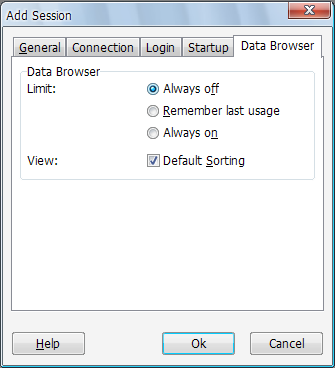 Add Session
General Connection Login Startup Data Browser
Data Browser
Limit: Always off
Remember last usage
Always on
View: Default Sorting
Help Ok Cancel